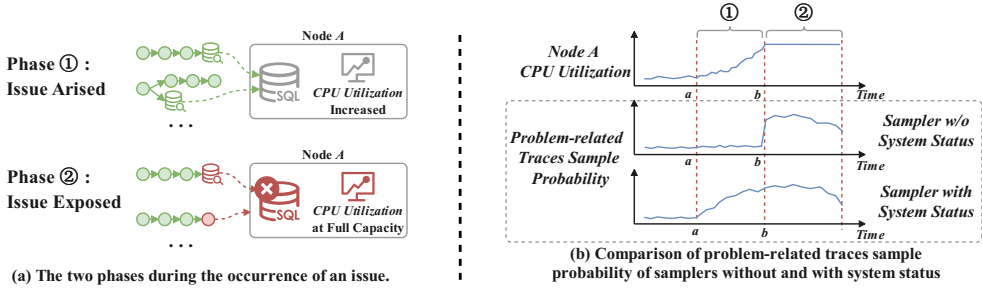 Phase ① :
Issue Arised
Node A
SQL
CPU Utilization
Increased
. . .
Phase ② :
Issue Exposed
Node A
SQL
CPU Utilization
at Full Capacity
. . .
(a) The two phases during the occurrence of an issue.
① ②
Node A
CPU Utilization
a b Time
Problem-related
Traces Sample
Probability
Sampler w/o
System Status
a b Time
Sampler with
System Status
a b Time
(b) Comparison of problem-related traces sample
probability of samplers without and with system status